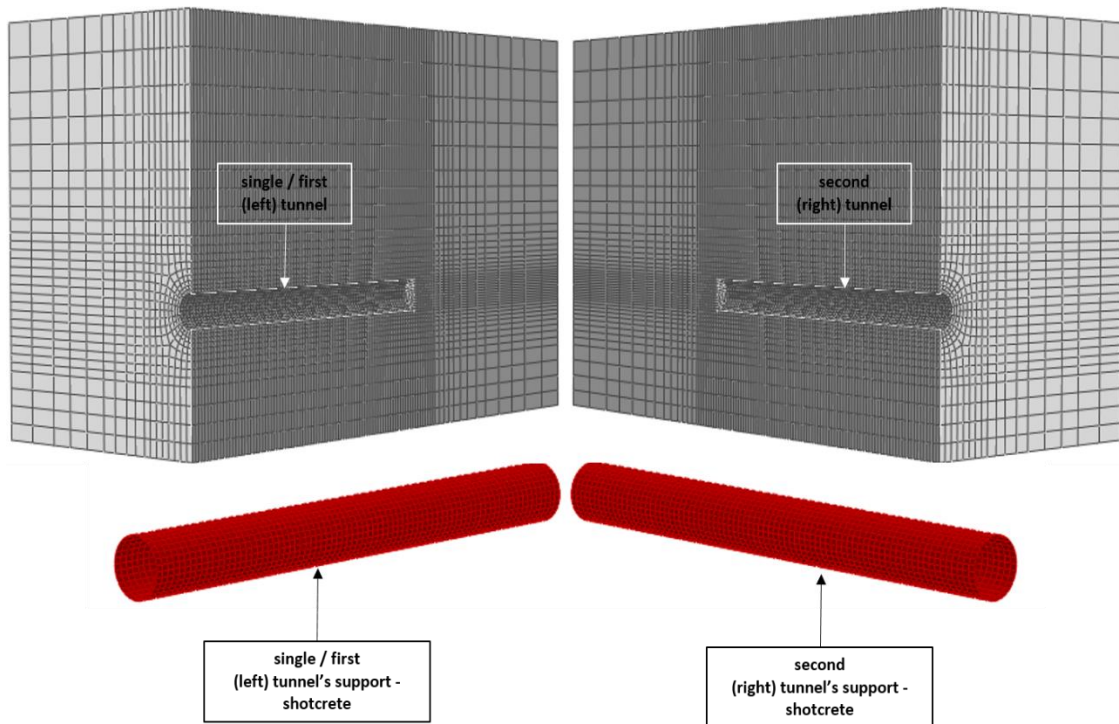 single / first
(left) tunnel
second
(right) tunnel
single / first
(left) tunnel's support -
shotcrete
second
(right) tunnel's support -
shotcrete